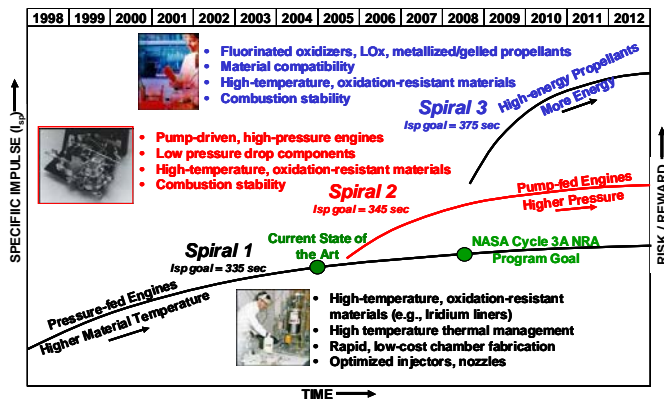 1998 1999 2000 2001 2002 2003 2004 2005 2006 2007 2008 2009 2010 2011 2012
• Fluorinated oxidizers, LOx, metallized/gelled propellants
• Material compatibility
• High-temperature, oxidation-resistant materials
• Combustion stability
Spiral 3
Isp goal = 375 sec
High-energy Propellants
More Energy
• Pump-driven, high-pressure engines
• Low pressure drop components
• High-temperature, oxidation-resistant materials
• Combustion stability
Spiral 2
Isp goal = 345 sec
Pump-fed Engines
Higher Pressure
Spiral 1
Isp goal = 335 sec
Current State of
the Art
NASA Cycle 3A NRA
Program Goal
Pressure-fed Engines
Higher Material Temperature
• High-temperature, oxidation-resistant
materials (e.g., Iridium liners)
• High temperature thermal management
• Rapid, low-cost chamber fabrication
• Optimized injectors, nozzles
SPECIFIIC IMPULSE (Isp)
RISK / REWARD
TIME